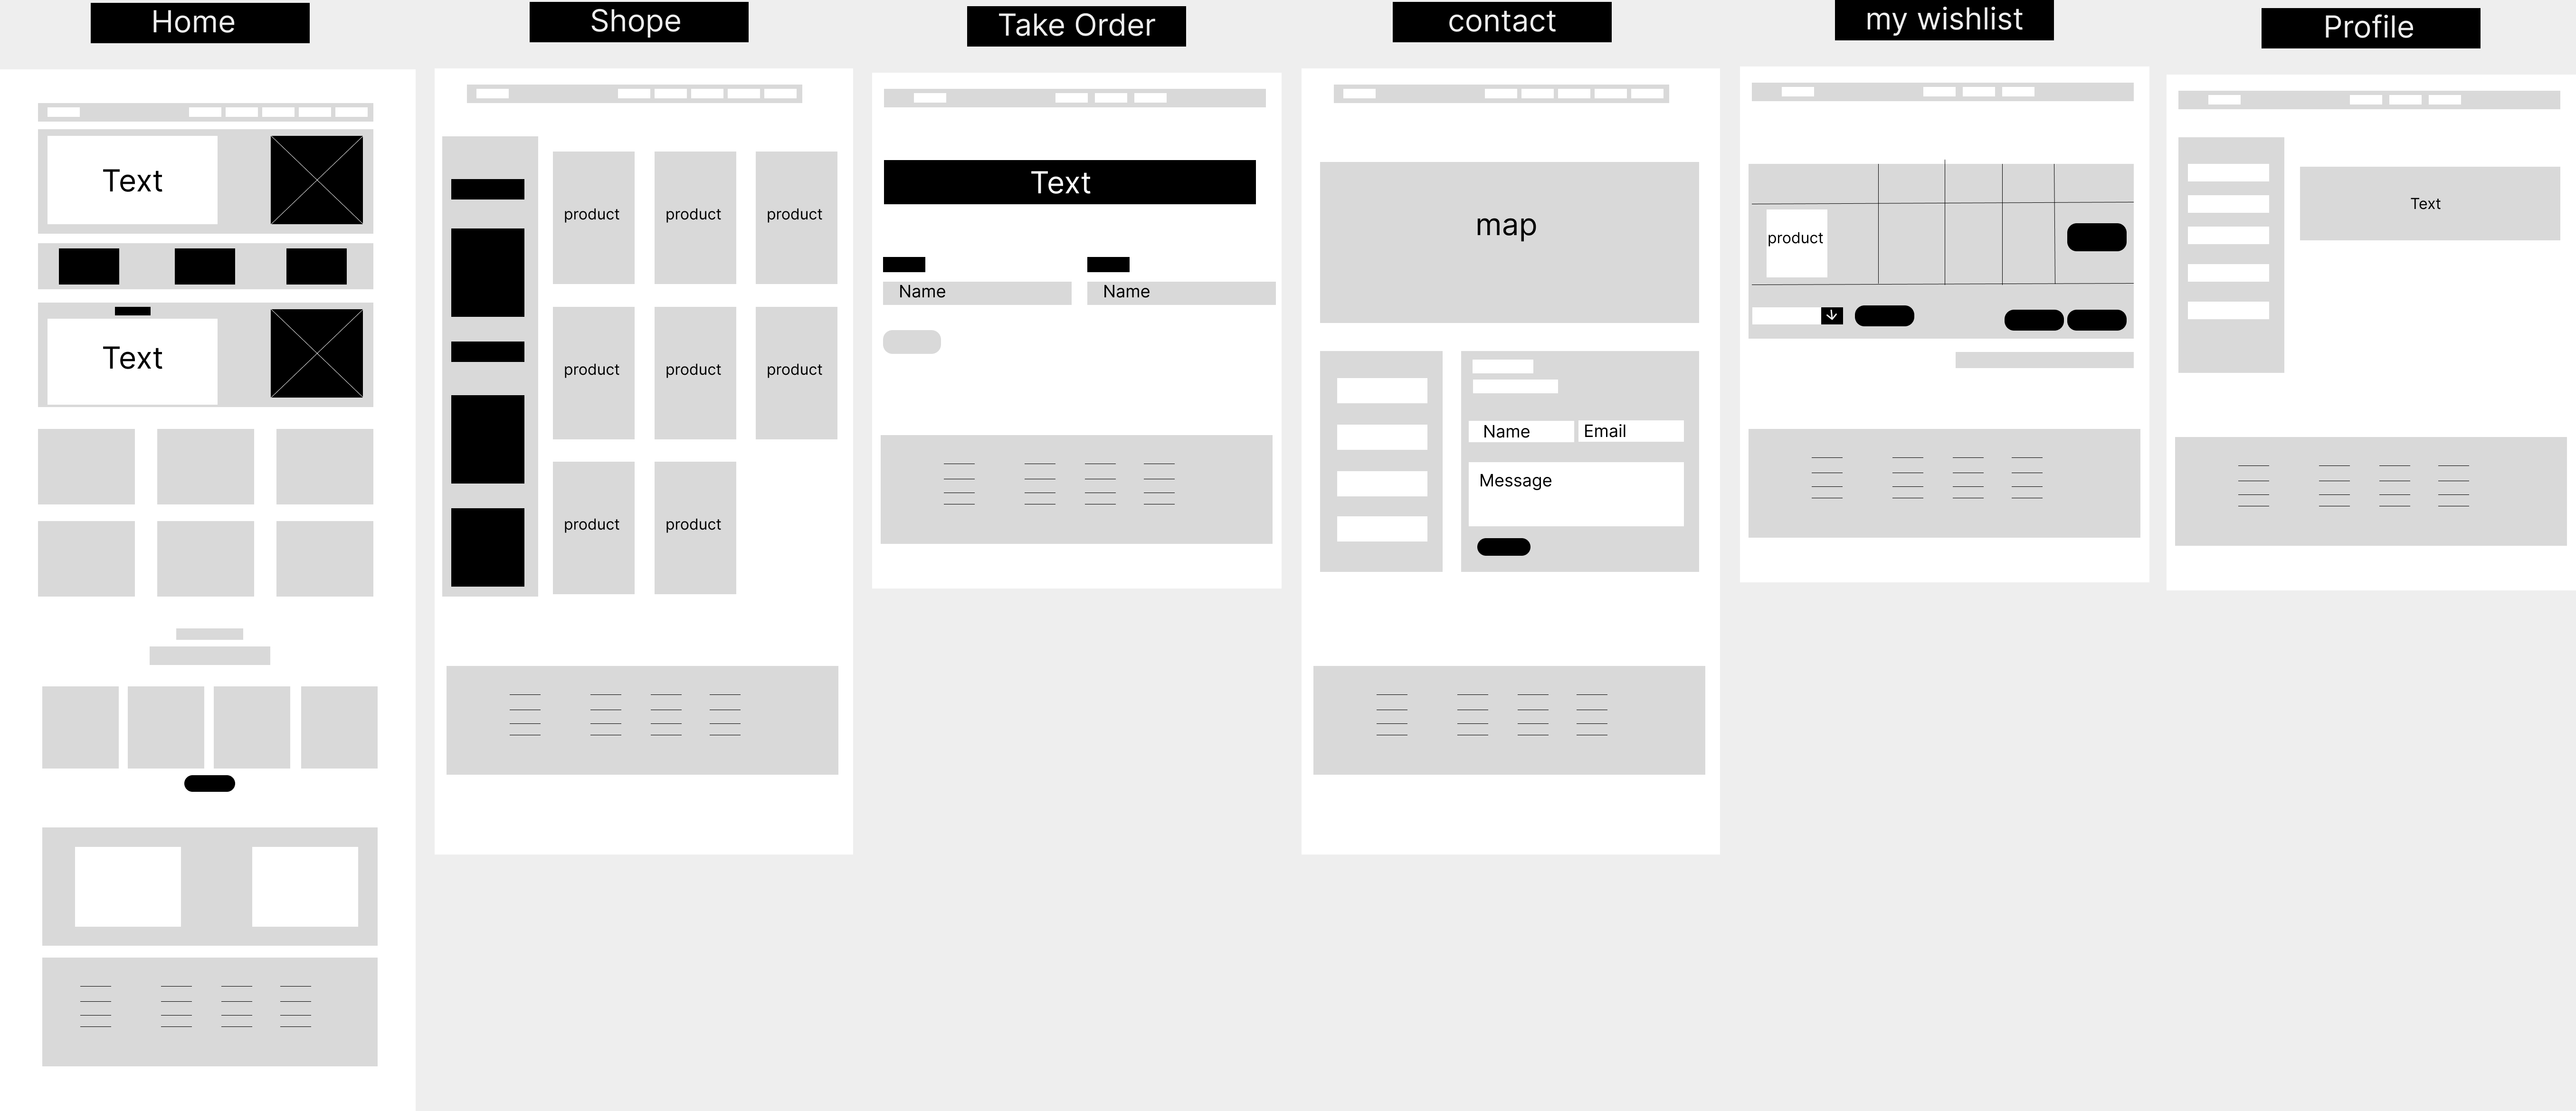 Home
Shope
Take Order
contact
my wishlist
Profile
Text
Text
product
product
product
product
product
product
product
product
Text
Name
Name
map
Name
Email
Message
product
Text